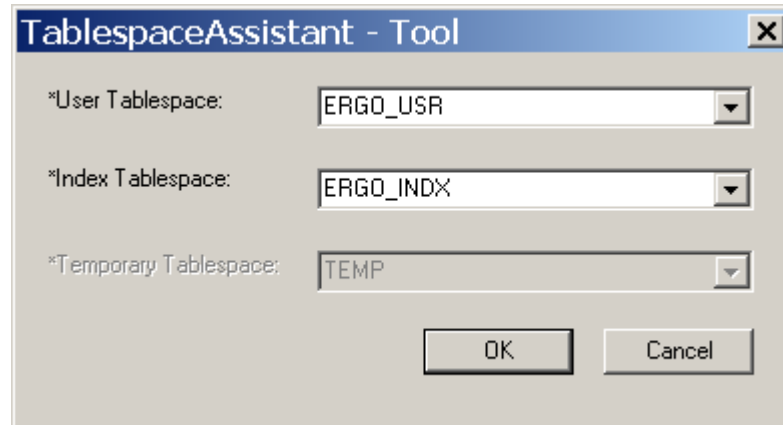 TablespaceAssistant - Tool
*User Tablespace: ERGO_USR
*Index Tablespace: ERGO_INDX
*Temporary Tablespace: TEMP
OK Cancel